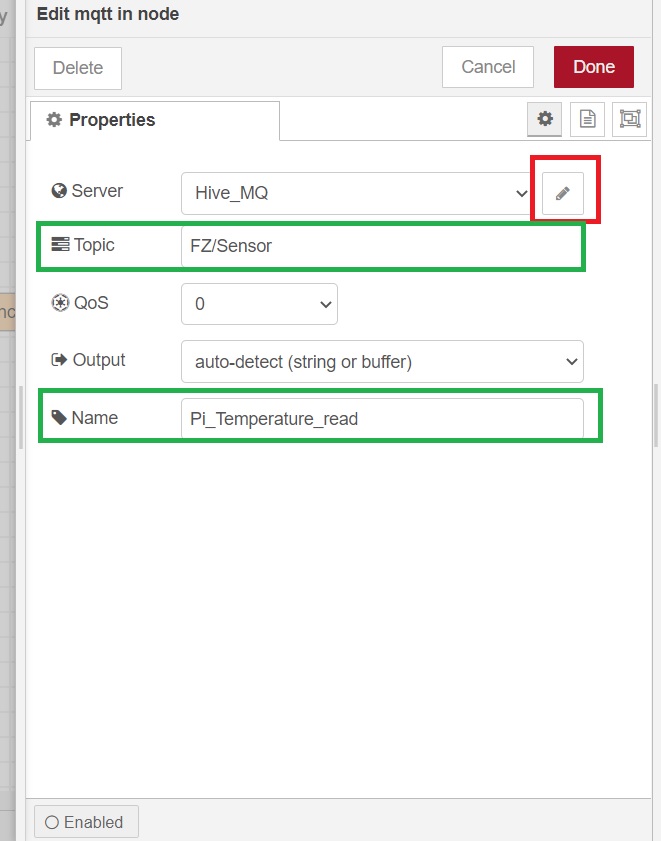 Edit mqtt in node
Delete
Cancel
Done
Properties
Server
Hive_MQ
Topic
FZ/Sensor
QoS
0
Output
auto-detect (string or buffer)
Name
Pi_Temperature_read
Enabled